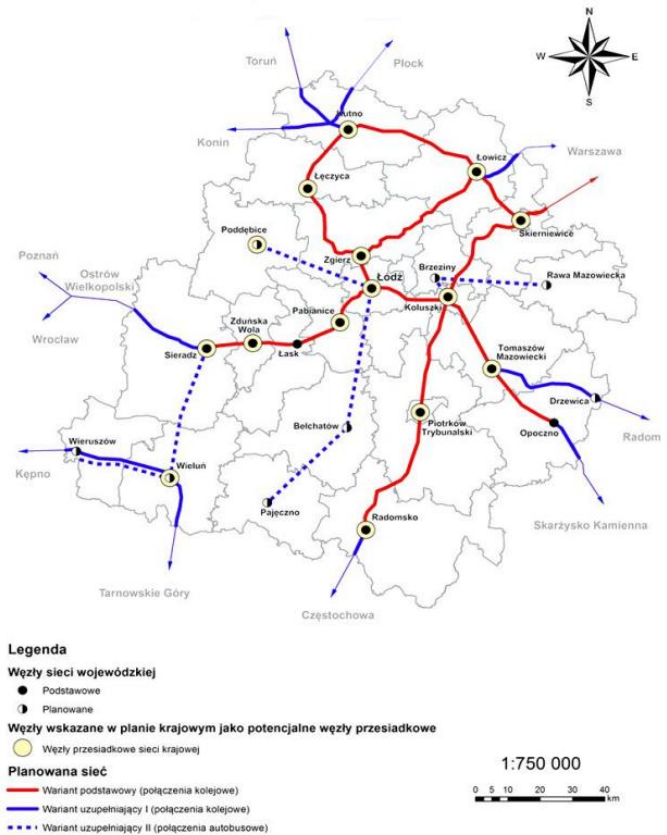 N
W
E
S
Toruń
Płock
Kutno
Konin
Łowicz
Warszawa
Łęczyca
Skierniewice
Poddębice
Zgierz
Łódź
Brzeziny
Rawa Mazowiecka
Poznań
Ostrów
Wielkopolski
Koluszki
Pabianice
Zduńska
Wola
Wrocław
Sieradz
Łask
Tomaszów
Mazowiecki
Drzewica
Bełchatów
Piotrków
Trybunalski
Opoczno
Radom
Wieruszów
Wieluń
Kępno
Pajęczno
Radomsko
Skarżysko Kamienna
Tarnowskie Góry
Częstochowa
Legenda
Węzły sieci wojewódzkiej
Podstawowe
Planowane
Węzły wskazane w planie krajowym jako potencjalne węzły przesiadkowe
Węzły przesiadkowe sieci krajowej
Planowana sieć
Wariant podstawowy (połączenia kolejowe)
Wariant uzupełniający I (połączenia kolejowe)
Wariant uzupełniający II (połączenia autobusowe)
1:750 000
0 5 10 20 30 40
km